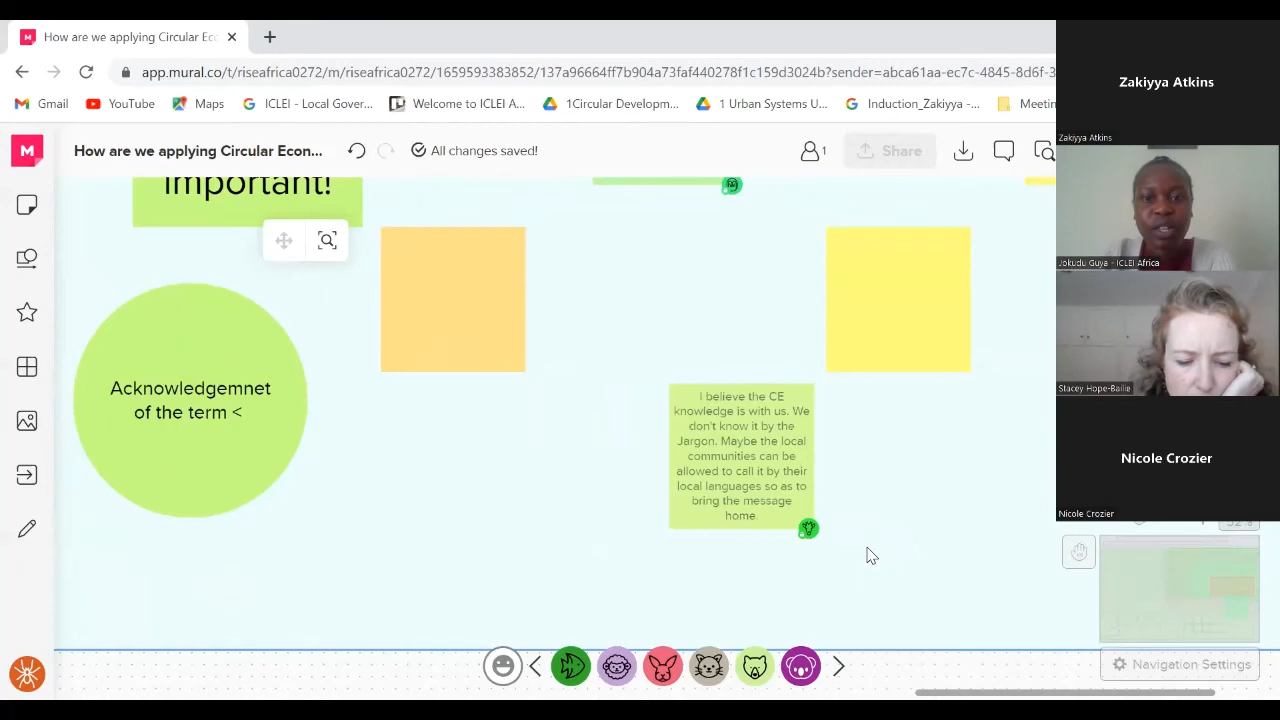 How are we applying Circular Ecc
app.mural.co/t/riseafrica0272/m/riseafrica0272/1659593383852/137a96664ff7b904a73faf440278f1c159d3024b?sender=abca61aa-ec7c-4845-8d6f-3
Gmail YouTube Maps ICLEI - Local Gover... Welcome to ICLEI A... 1Circular Developm... 1 Urban Systems U... Induction_Zakiyya -... Meetin
M How are we applying Circular Econ... All changes saved! 1 Share
important!
Acknowledgemnet
of the term <
I believe the CE
knowledge is with us. We
don't know it by the
Jargon. Maybe the local
communities can be
allowed to call it by their
local languages so as to
bring the message
home.
Zakiyya Atkins
Zakiyya Atkins
Jokudu Guya - ICLEI Africa
Stacey Hope-Bailie
Nicole Crozier
Nicole Crozier
Navigation Settings